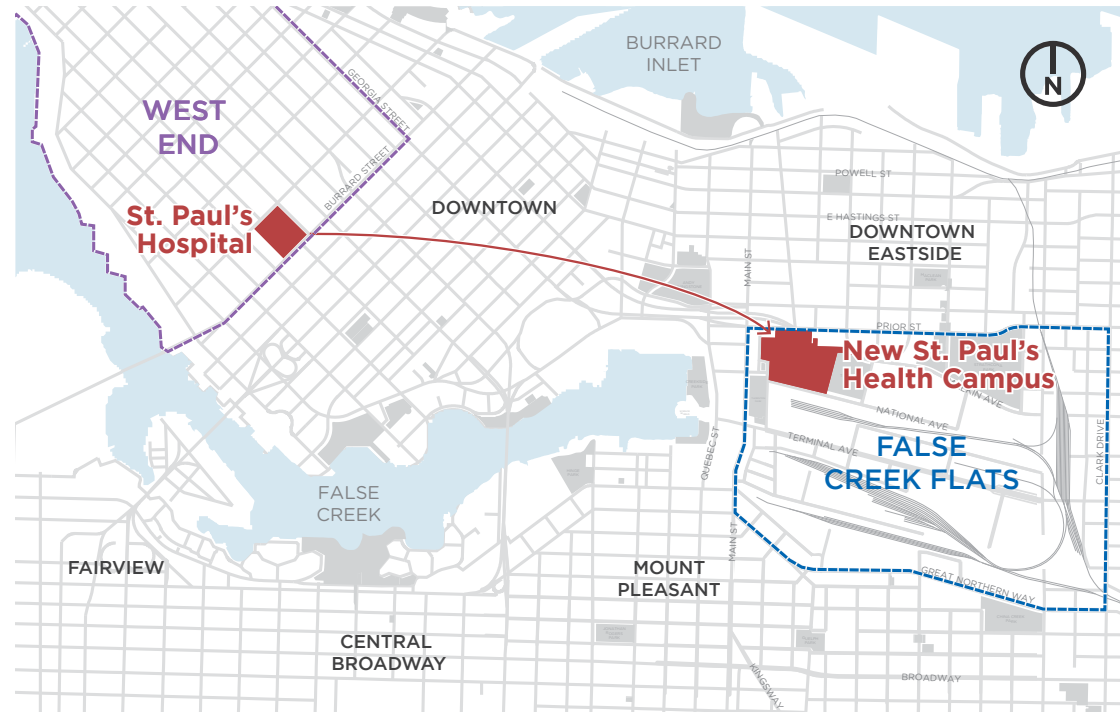 BURRARD
INLET
N
GEORGIA STREET
WEST
END
BURRARD STREET
POWELL ST
St. Paul's
Hospital
DOWNTOWN
E HASTINGS ST
DOWNTOWN
EASTSIDE
MAIN ST
PRIOR ST
New St. Paul's
Health Campus
NATIONAL AVE
TERMINAL AVE
QUEBEC ST
CLARK DRIVE
FALSE
CREEK FLATS
FALSE
CREEK
MAIN ST
FAIRVIEW
MOUNT
PLEASANT
GREAT NORTHERN WAY
CENTRAL
BROADWAY
KINGSWAY
BROADWAY